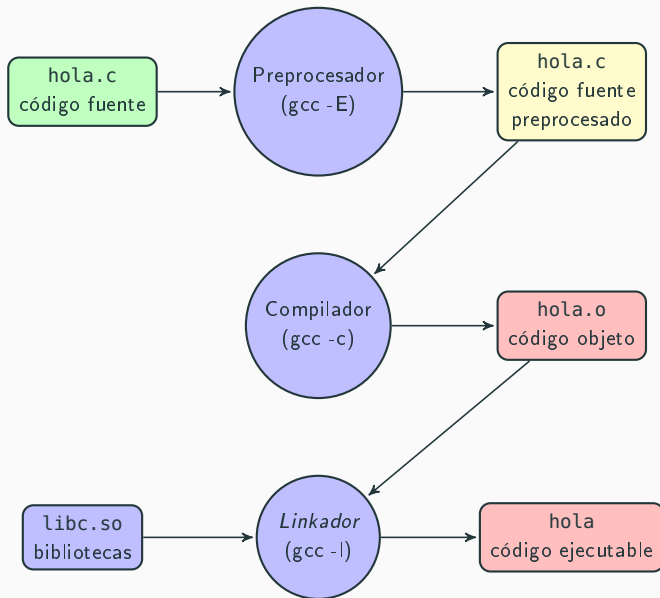 hola.c
código fuente
Preprocesador
(gcc -E)
hola.c
código fuente
preprocesado
Compilador
(gcc -c)
hola.o
código objeto
libc.so
bibliotecas
Linkador
(gcc -l)
hola
código ejecutable